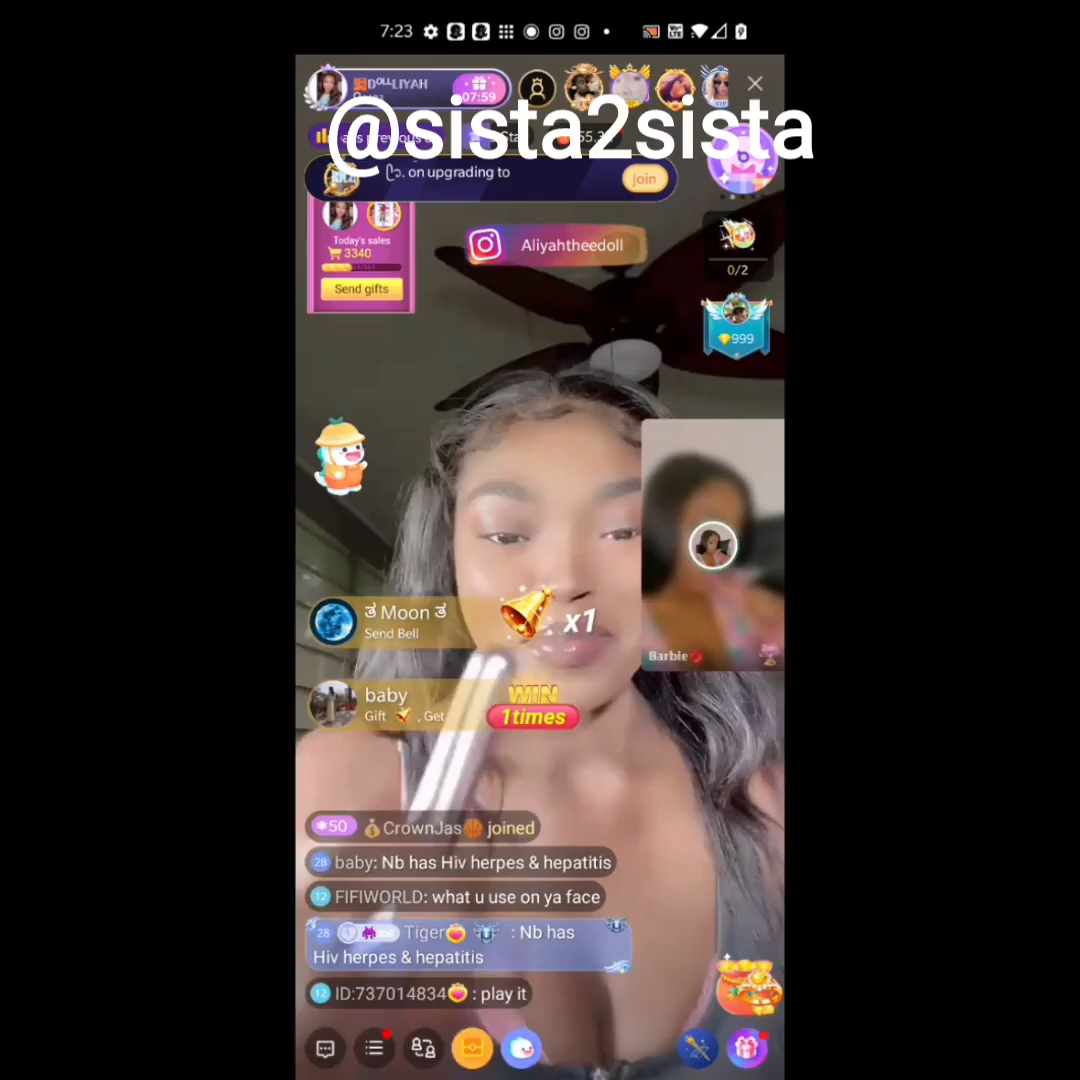 7:23
DOLLIYAH
07:59
@sista2sista
on upgrading to
Join
Today's sales
3340
Send gifts
Aliyahtheedoll
0/2
999
Moon
Send Bell
x1
Barbie
baby
Gift , Get
WIN
1times
50 CrownJas joined
28 baby: Nb has Hiv herpes & hepatitis
12 FIFIWORLD: what u use on ya face
28 Tiger : Nb has
Hiv herpes & hepatitis
12 ID:737014834 : play it